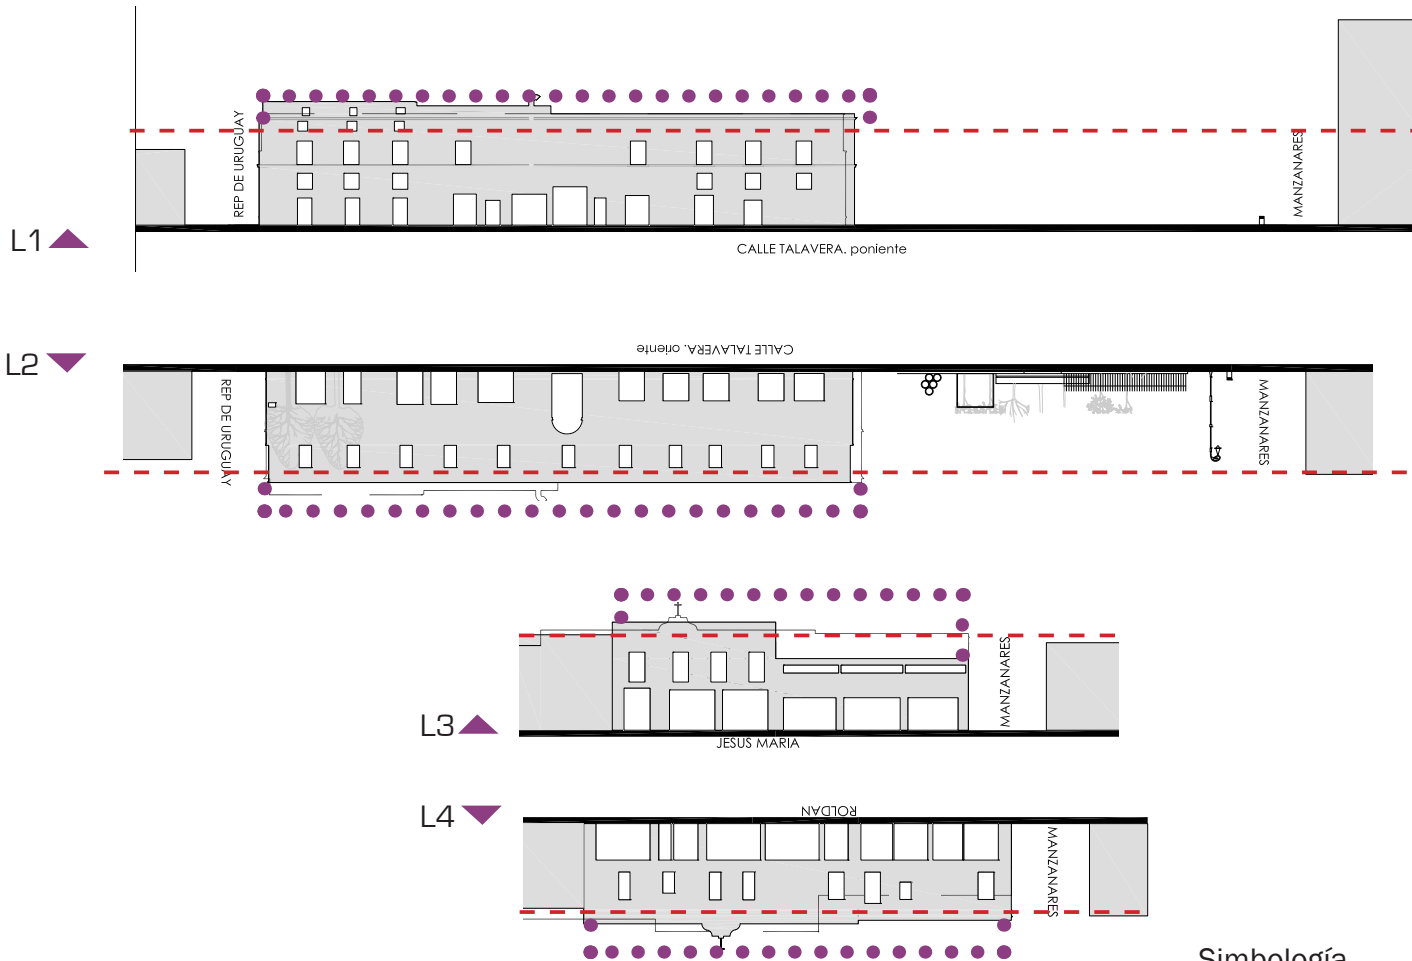 REP DE URUGUAY
MANZANARES
L1
CALLE TALAVERA. poniente
CALLE TALAVERA. oriente
L2
REP DE URUGUAY
MANZANARES
MANZANARES
L3
JESUS MARIA
ROLDAN
L4
MANZANARES
Simbología